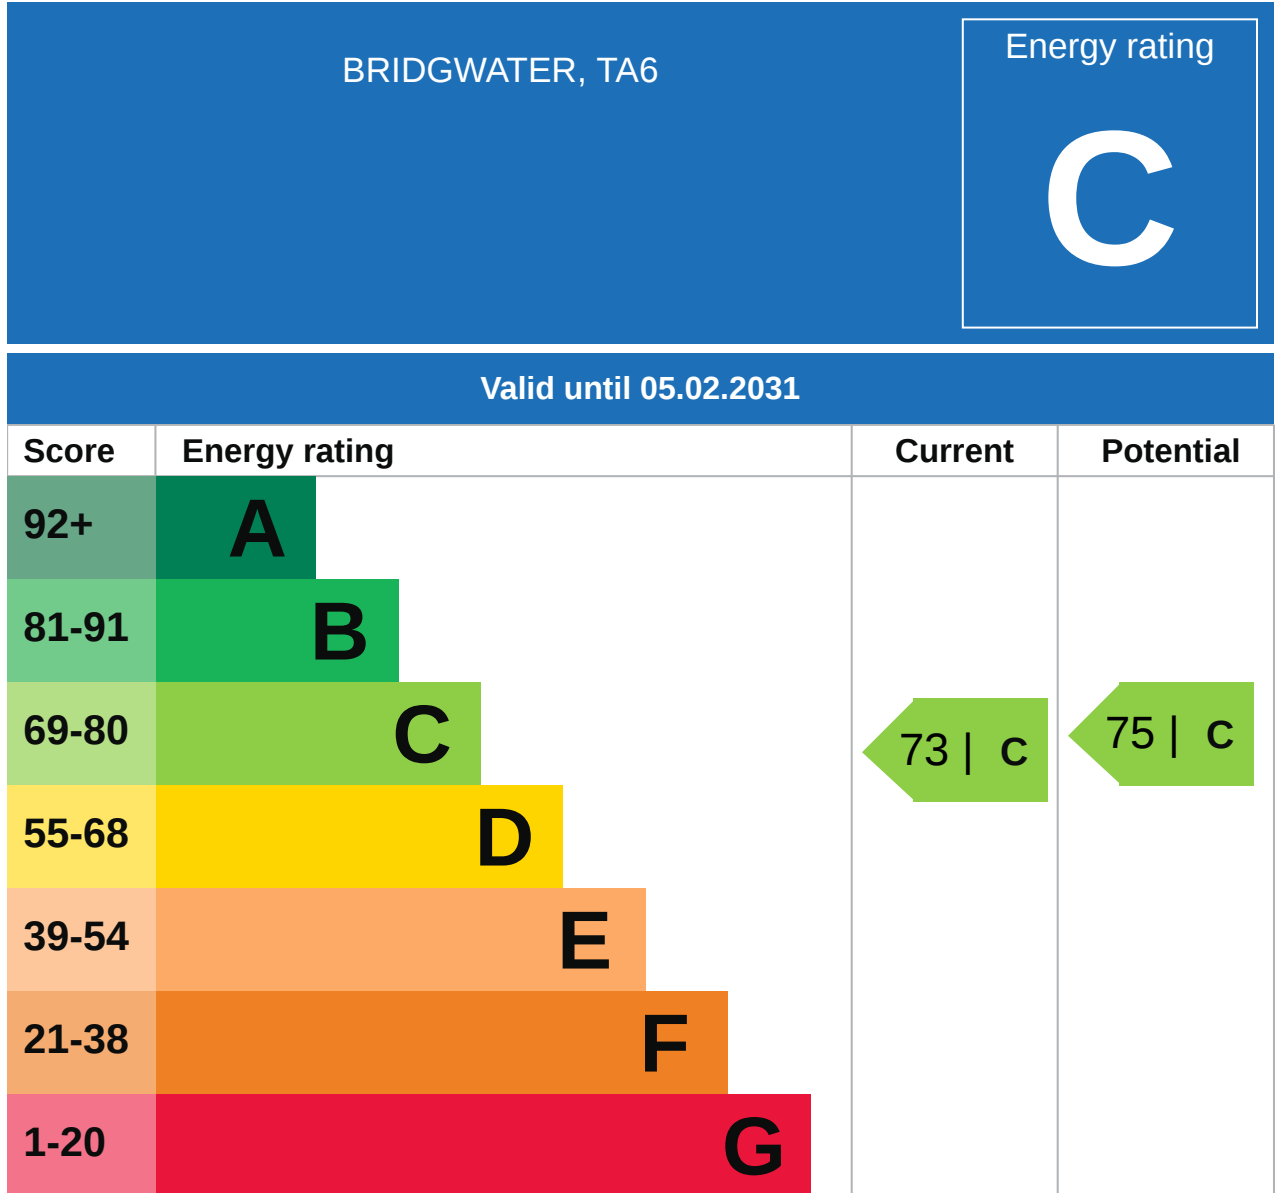 BRIDGWATER, TA6
Energy rating
C
Valid until 05.02.2031
Score Energy rating Current Potential
92+ A
81-91 B
69-80 C 73 | C 75 | C
55-68 D
39-54 E
21-38 F
1-20 G